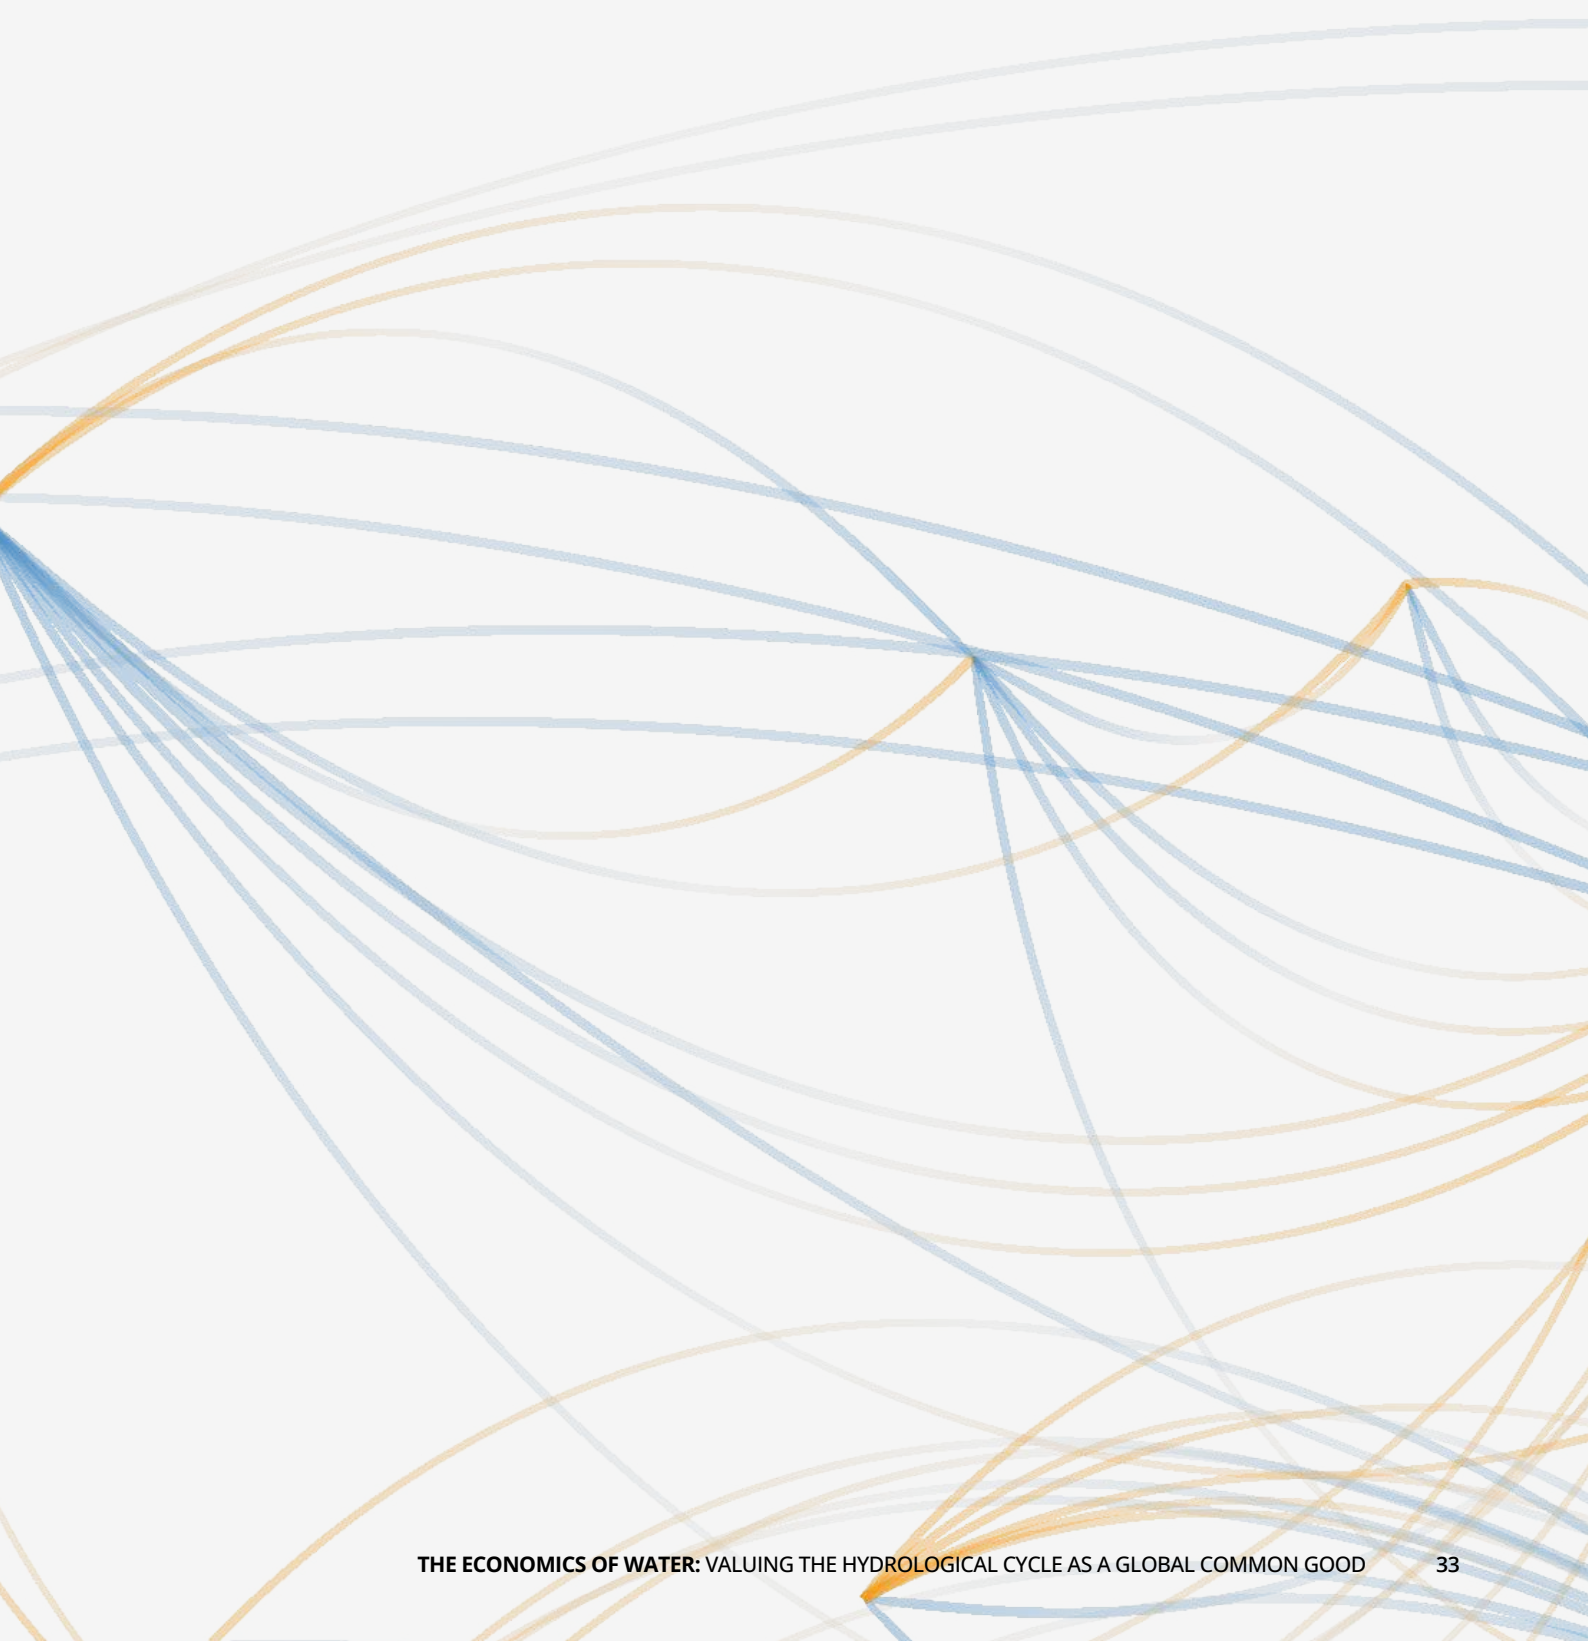 THE ECONOMICS OF WATER: VALUING THE HYDROLOGICAL CYCLE AS A GLOBAL COMMON GOOD 33